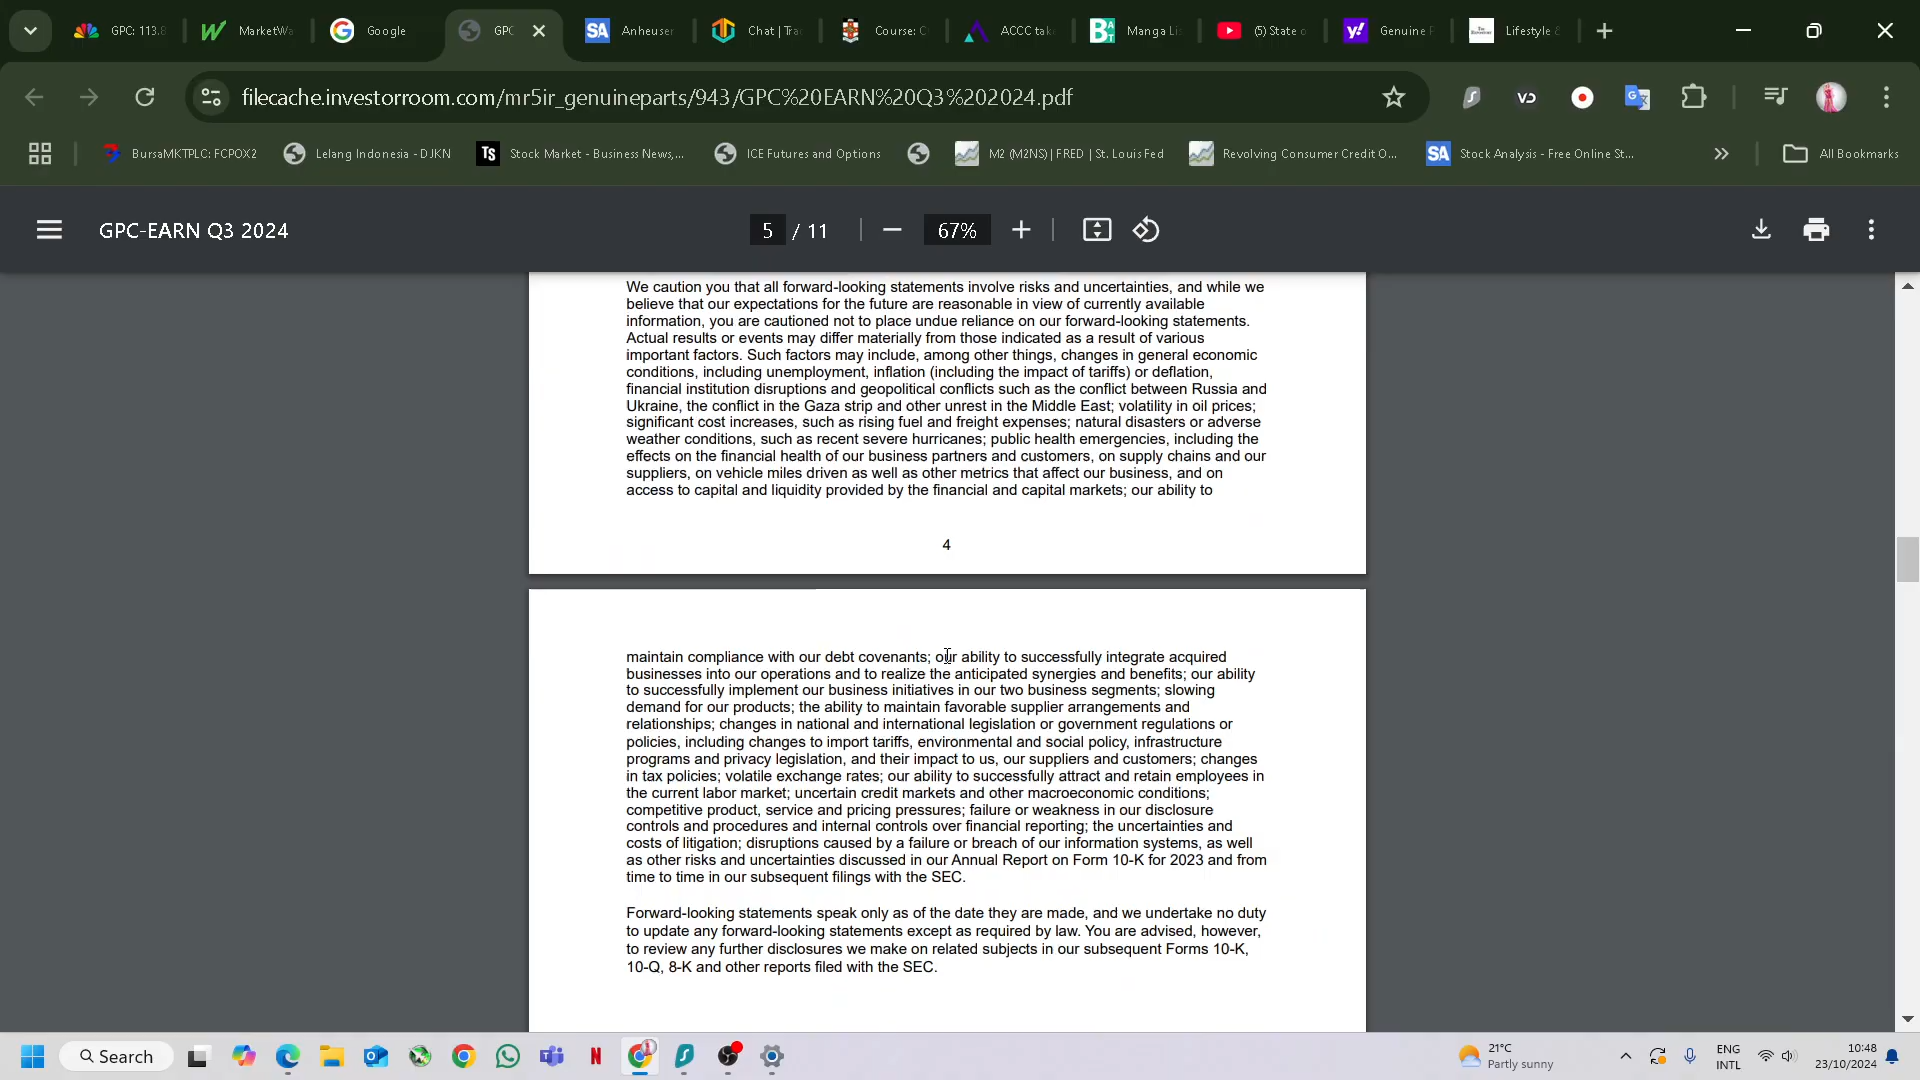 GPC: 113.8
MarketWa
Google
GPC
Anheuser
Chat | Tra
Course: C
ACCC tak
Manga Li
(5) State o
Genuine P
Lifestyle &
filecache.investorroom.com/mr5ir_genuineparts/943/GPC%20EARN%20Q3%202024.pdf
BursaMKTPLC: FCPOX2
Lelang Indonesia - DJKN
Stock Market - Business News,...
ICE Futures and Options
M2 (M2NS) | FRED | St. Louis Fed
Revolving Consumer Credit O...
Stock Analysis - Free Online St...
All Bookmarks
GPC-EARN Q3 2024
5 / 11
67%
We caution you that all forward-looking statements involve risks and uncertainties, and while we
believe that our expectations for the future are reasonable in view of currently available
information, you are cautioned not to place undue reliance on our forward-looking statements.
Actual results or events may differ materially from those indicated as a result of various
important factors. Such factors may include, among other things, changes in general economic
conditions, including unemployment, inflation (including the impact of tariffs) or deflation,
financial institution disruptions and geopolitical conflicts such as the conflict between Russia and
Ukraine, the conflict in the Gaza strip and other unrest in the Middle East; volatility in oil prices;
significant cost increases, such as rising fuel and freight expenses; natural disasters or adverse
weather conditions, such as recent severe hurricanes; public health emergencies, including the
effects on the financial health of our business partners and customers, on supply chains and our
suppliers, on vehicle miles driven as well as other metrics that affect our business, and on
access to capital and liquidity provided by the financial and capital markets; our ability to
4
maintain compliance with our debt covenants; our ability to successfully integrate acquired
businesses into our operations and to realize the anticipated synergies and benefits; our ability
to successfully implement our business initiatives in our two business segments; slowing
demand for our products; the ability to maintain favorable supplier arrangements and
relationships; changes in national and international legislation or government regulations or
policies, including changes to import tariffs, environmental and social policy, infrastructure
programs and privacy legislation, and their impact to us, our suppliers and customers; changes
in tax policies; volatile exchange rates; our ability to successfully attract and retain employees in
the current labor market; uncertain credit markets and other macroeconomic conditions;
competitive product, service and pricing pressures; failure or weakness in our disclosure
controls and procedures and internal controls over financial reporting; the uncertainties and
costs of litigation; disruptions caused by a failure or breach of our information systems, as well
as other risks and uncertainties discussed in our Annual Report on Form 10-K for 2023 and from
time to time in our subsequent filings with the SEC.
Forward-looking statements speak only as of the date they are made, and we undertake no duty
to update any forward-looking statements except as required by law. You are advised, however,
to review any further disclosures we make on related subjects in our subsequent Forms 10-K,
10-Q, 8-K and other reports filed with the SEC.
Search
21°C
Partly sunny
ENG
INTL
10:48
23/10/2024